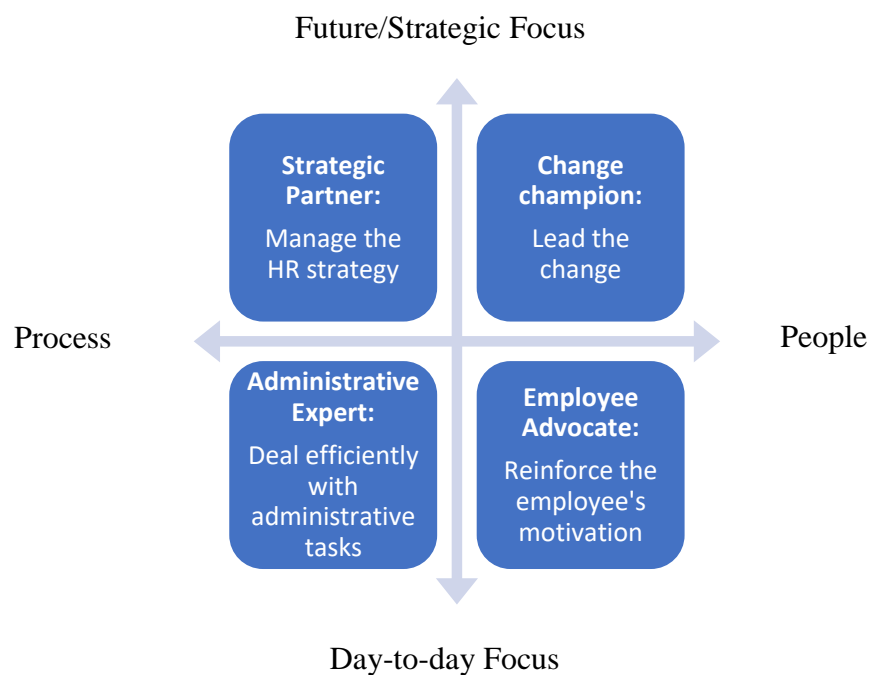 Future/Strategic Focus
Strategic
Partner:
Manage the
HR strategy
Change
champion:
Lead the
change
Process
People
Administrative
Expert:
Deal efficiently
with
administrative
tasks
Employee
Advocate:
Reinforce the
employee's
motivation
Day-to-day Focus